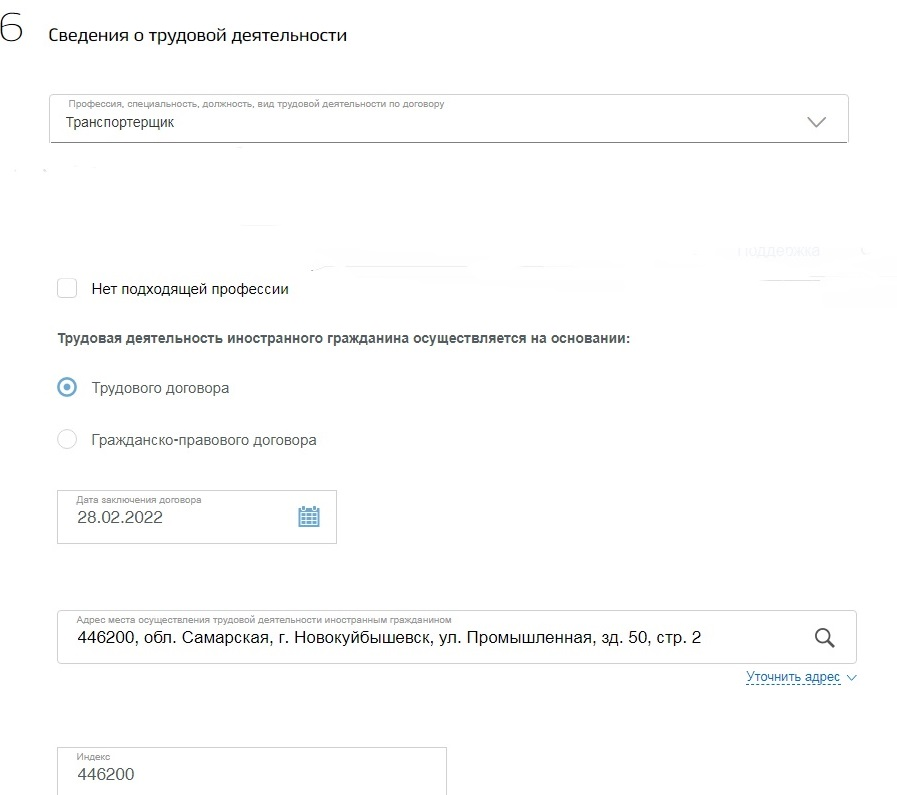 6
Сведения о трудовой деятельности
Профессия, специальность, должность, вид трудовой деятельности по договору
Транспортерщик
Поддержка
Нет подходящей профессии
Трудовая деятельность иностранного гражданина осуществляется на основании:
Трудового договора
Гражданско-правового договора
Дата заключения договора
28.02.2022
Адрес места осуществления трудовой деятельности иностранным гражданином
446200, обл. Самарская, г. Новокуйбышевск, ул. Промышленная, зд. 50, стр. 2
Уточнить адрес
Индекс
446200